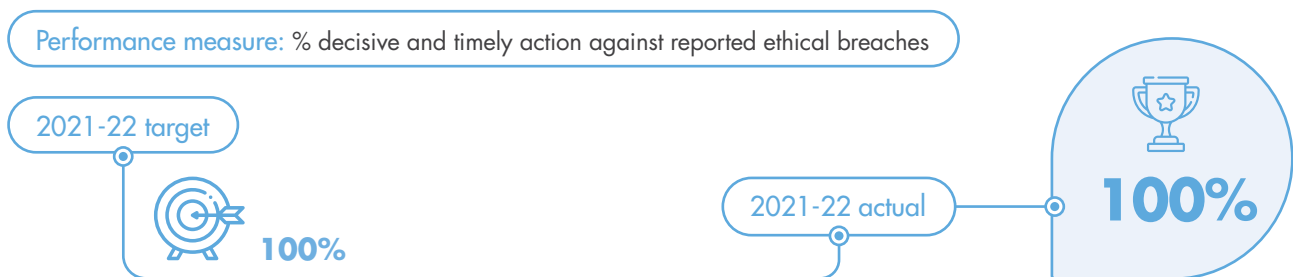 Performance measure: % decisive and timely action against reported ethical breaches
2021-22 target
100%
2021-22 actual
100%